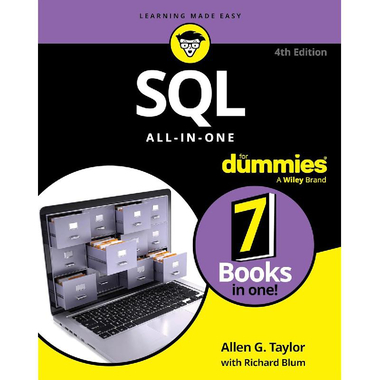 LEARNING MADE EASY
4th Edition
SQL
ALL-IN-ONE
for
dummies
A Wiley Brand
7
Books
in one!
Allen G. Taylor
with Richard Blum